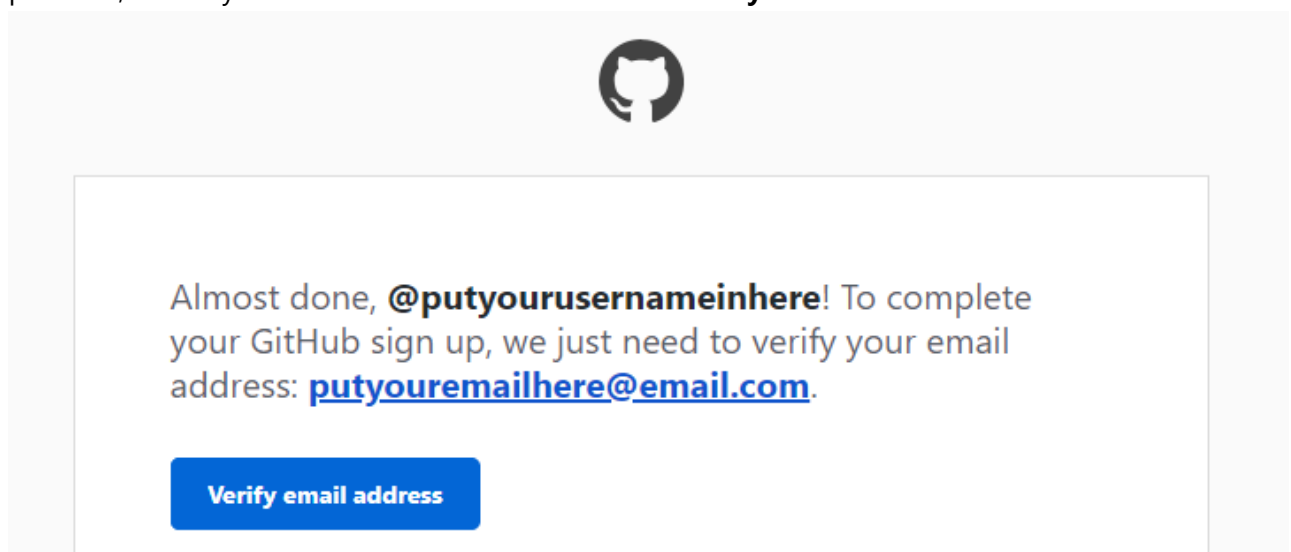 Almost done, @putyourusernameinhere! To complete
your GitHub sign up, we just need to verify your email
address: putyouremailhere@email.com.
Verify email address